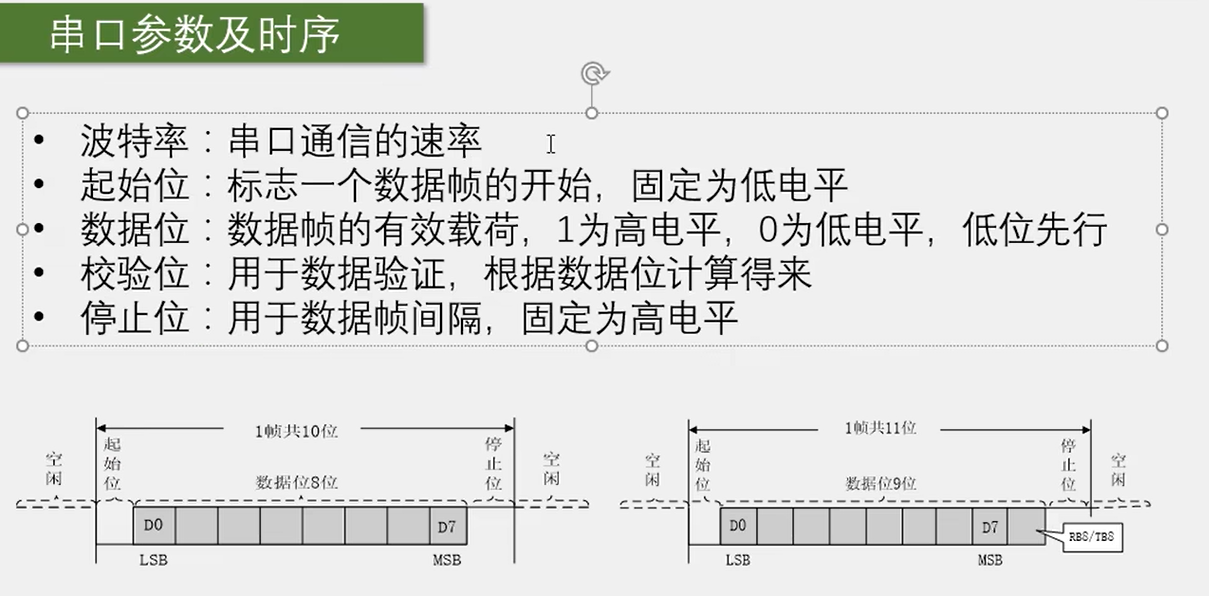 串口参数及时序
• 波特率：串口通信的速率
• 起始位：标志一个数据帧的开始，固定为低电平
• 数据位：数据帧的有效载荷，1为高电平，0为低电平，低位先行
• 校验位：用于数据验证，根据数据位计算得来
• 停止位：用于数据帧间隔，固定为高电平
1帧共10位
空闲
起始位
数据位8位
停止位
空闲
D0
D7
LSB
MSB
1帧共11位
空闲
起始位
数据位9位
停止位
空闲
D0
D7
RB8/TB8
LSB
MSB